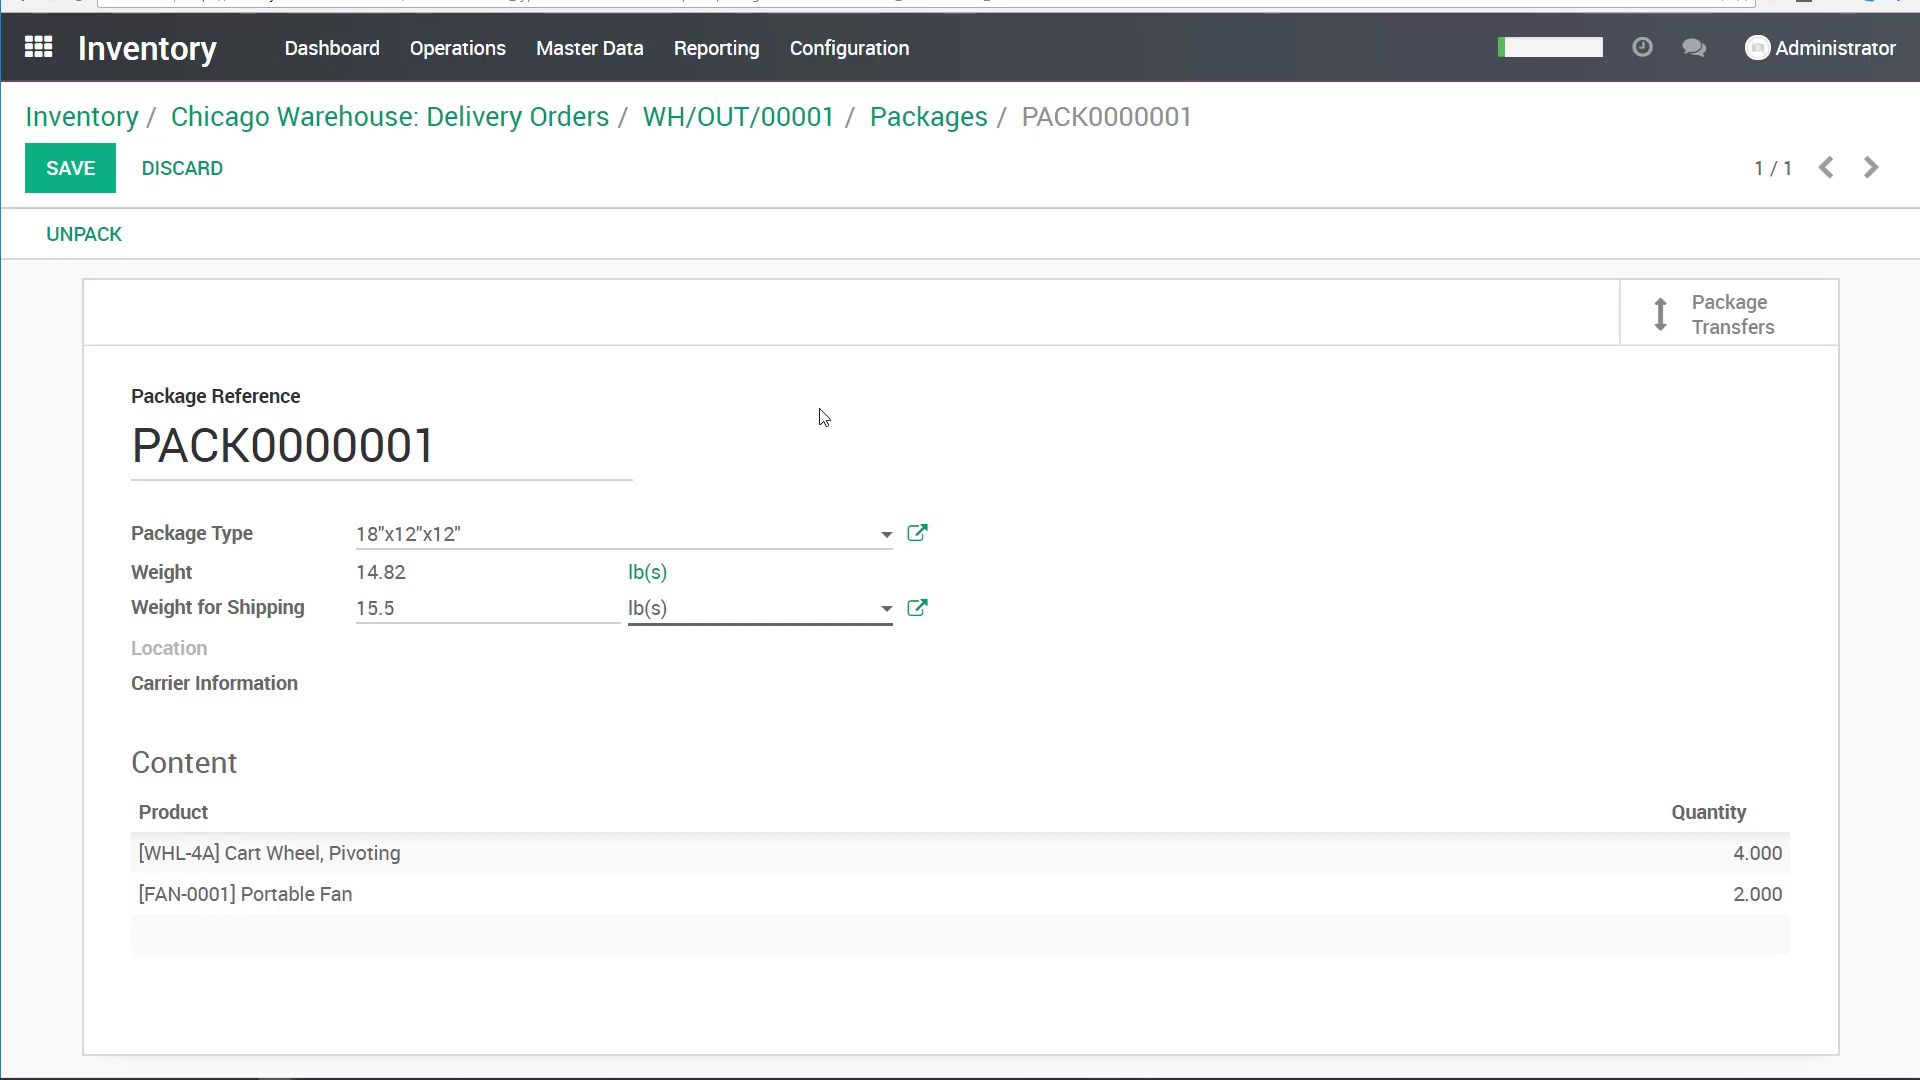 Inventory Dashboard Operations Master Data Reporting Configuration Administrator
Inventory / Chicago Warehouse: Delivery Orders / WH/OUT/00001 / Packages / PACK0000001
SAVE DISCARD 1 / 1
UNPACK
Package
Transfers
Package Reference
PACK0000001
Package Type 18"x12"x12"
Weight 14.82 lb(s)
Weight for Shipping 15.5 lb(s)
Location
Carrier Information
Content
Product Quantity
[WHL-4A] Cart Wheel, Pivoting 4.000
[FAN-0001] Portable Fan 2.000